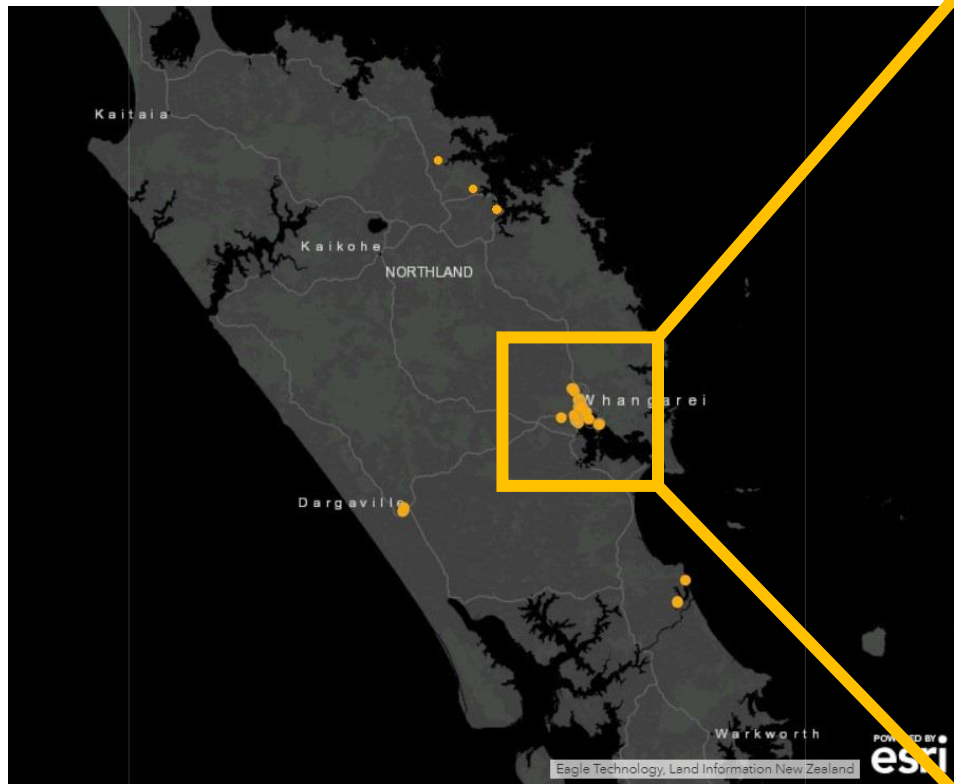 Kaitaia
Kaikohe
NORTHLAND
Whangarei
Dargaville
Warkworth
POWERED BY
esri
Eagle Technology, Land Information New Zealand